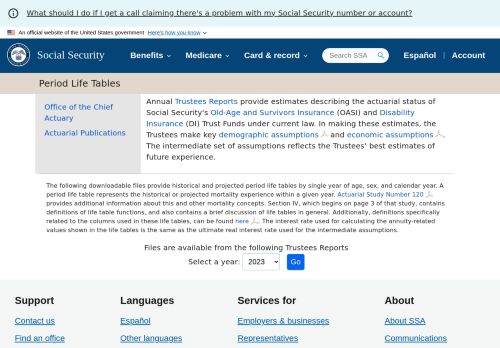 What should I do if I get a call claiming there's a problem with my Social Security number or account?
An official website of the United States government Here's how you know
Social Security
Benefits Medicare Card & record Search SSA Español | Account
Period Life Tables
Office of the Chief
Actuary
Actuarial Publications
Annual Trustees Reports provide estimates describing the actuarial status of
Social Security's Old-Age and Survivors Insurance (OASI) and Disability
Insurance (DI) Trust Funds under current law. In making these estimates, the
Trustees make key demographic assumptions and economic assumptions .
The intermediate set of assumptions reflects the Trustees' best estimates of
future experience.
The following downloadable files provide historical and projected period life tables by single year of age, sex, and calendar year. A
period life table represents the historical or projected mortality experience within a given year. Actuarial Study Number 120
provides additional information about this and other mortality concepts. Section IV, which begins on page 3 of that study, contains
definitions of life table functions, and also contains a brief discussion of life tables in general. Additionally, definitions specifically
related to the columns used in these life tables, can be found here . The interest rate used for calculating the annuity-related
values shown in the life tables is the same as the ultimate real interest rate used for the intermediate assumptions.
Files are available from the following Trustees Reports
Select a year: 2023 Go
Support Languages Services for About
Contact us Español Employers & businesses About SSA
Find an office Other languages Representatives Communications